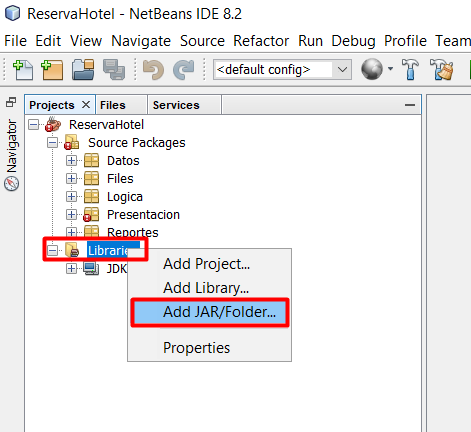 ReservaHotel - NetBeans IDE 8.2
File Edit View Navigate Source Refactor Run Debug Profile Team
<default config>
Projects Files Services
Navigator
ReservaHotel
Source Packages
Datos
Files
Logica
Presentacion
Reportes
Librarie
JDK
Add Project...
Add Library...
Add JAR/Folder...
Properties